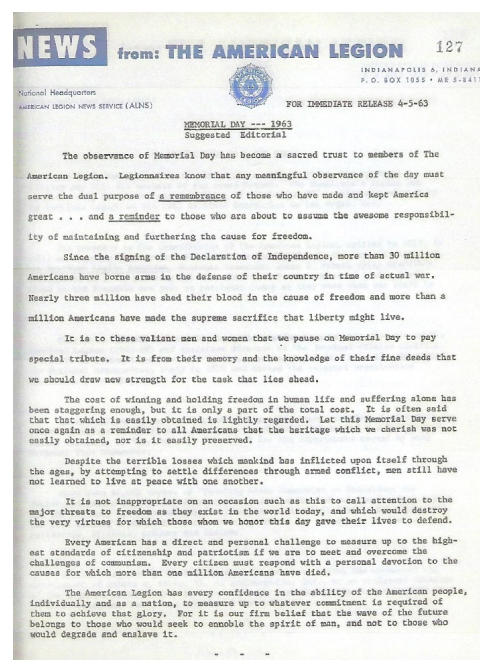 NEWS from: THE AMERICAN LEGION 127
INDIANAPOLIS 6, INDIANA
P. O. BOX 1055 • ME 5-8411
National Headquarters
AMERICAN LEGION NEWS SERVICE (ALNS)
FOR IMMEDIATE RELEASE 4-5-63
MEMORIAL DAY --- 1963
Suggested Editorial
The observance of Memorial Day has become a sacred trust to members of The
American Legion. Legionnaires know that any meaningful observance of the day must
serve the dual purpose of a remembrance of those who have made and kept America
great . . . and a reminder to those who are about to assume the awesome responsibil-
ity of maintaining and furthering the cause for freedom.
Since the signing of the Declaration of Independence, more than 30 million
Americans have borne arms in the defense of their country in time of actual war.
Nearly three million have shed their blood in the cause of freedom and more than a
million Americans have made the supreme sacrifice that liberty might live.
It is to these valiant men and women that we pause on Memorial Day to pay
special tribute. It is from their memory and the knowledge of their fine deeds that
we should draw new strength for the task that lies ahead.
The cost of winning and holding freedom in human life and suffering alone has
been staggering enough, but it is only a part of the total cost. It is often said
that that which is easily obtained is lightly regarded. Let this Memorial Day serve
once again as a reminder to all Americans that the heritage which we cherish was not
easily obtained, nor is it easily preserved.
Despite the terrible losses which mankind has inflicted upon itself through
the ages, by attempting to settle differences through armed conflict, men still have
not learned to live at peace with one another.
It is not inappropriate on an occasion such as this to call attention to the
major threats to freedom as they exist in the world today, and which would destroy
the very virtues for which those whom we honor this day gave their lives to defend.
Every American has a direct and personal challenge to measure up to the high-
est standards of citizenship and patriotism if we are to meet and overcome the
challenges of communism. Every citizen must respond with a personal devotion to the
causes for which more than one million Americans have died.
The American Legion has every confidence in the ability of the American people,
individually and as a nation, to measure up to whatever commitment is required of
them to achieve that glory. For it is our firm belief that the wave of the future
belongs to those who would seek to ennoble the spirit of man, and not to those who
would degrade and enslave it.
- - -